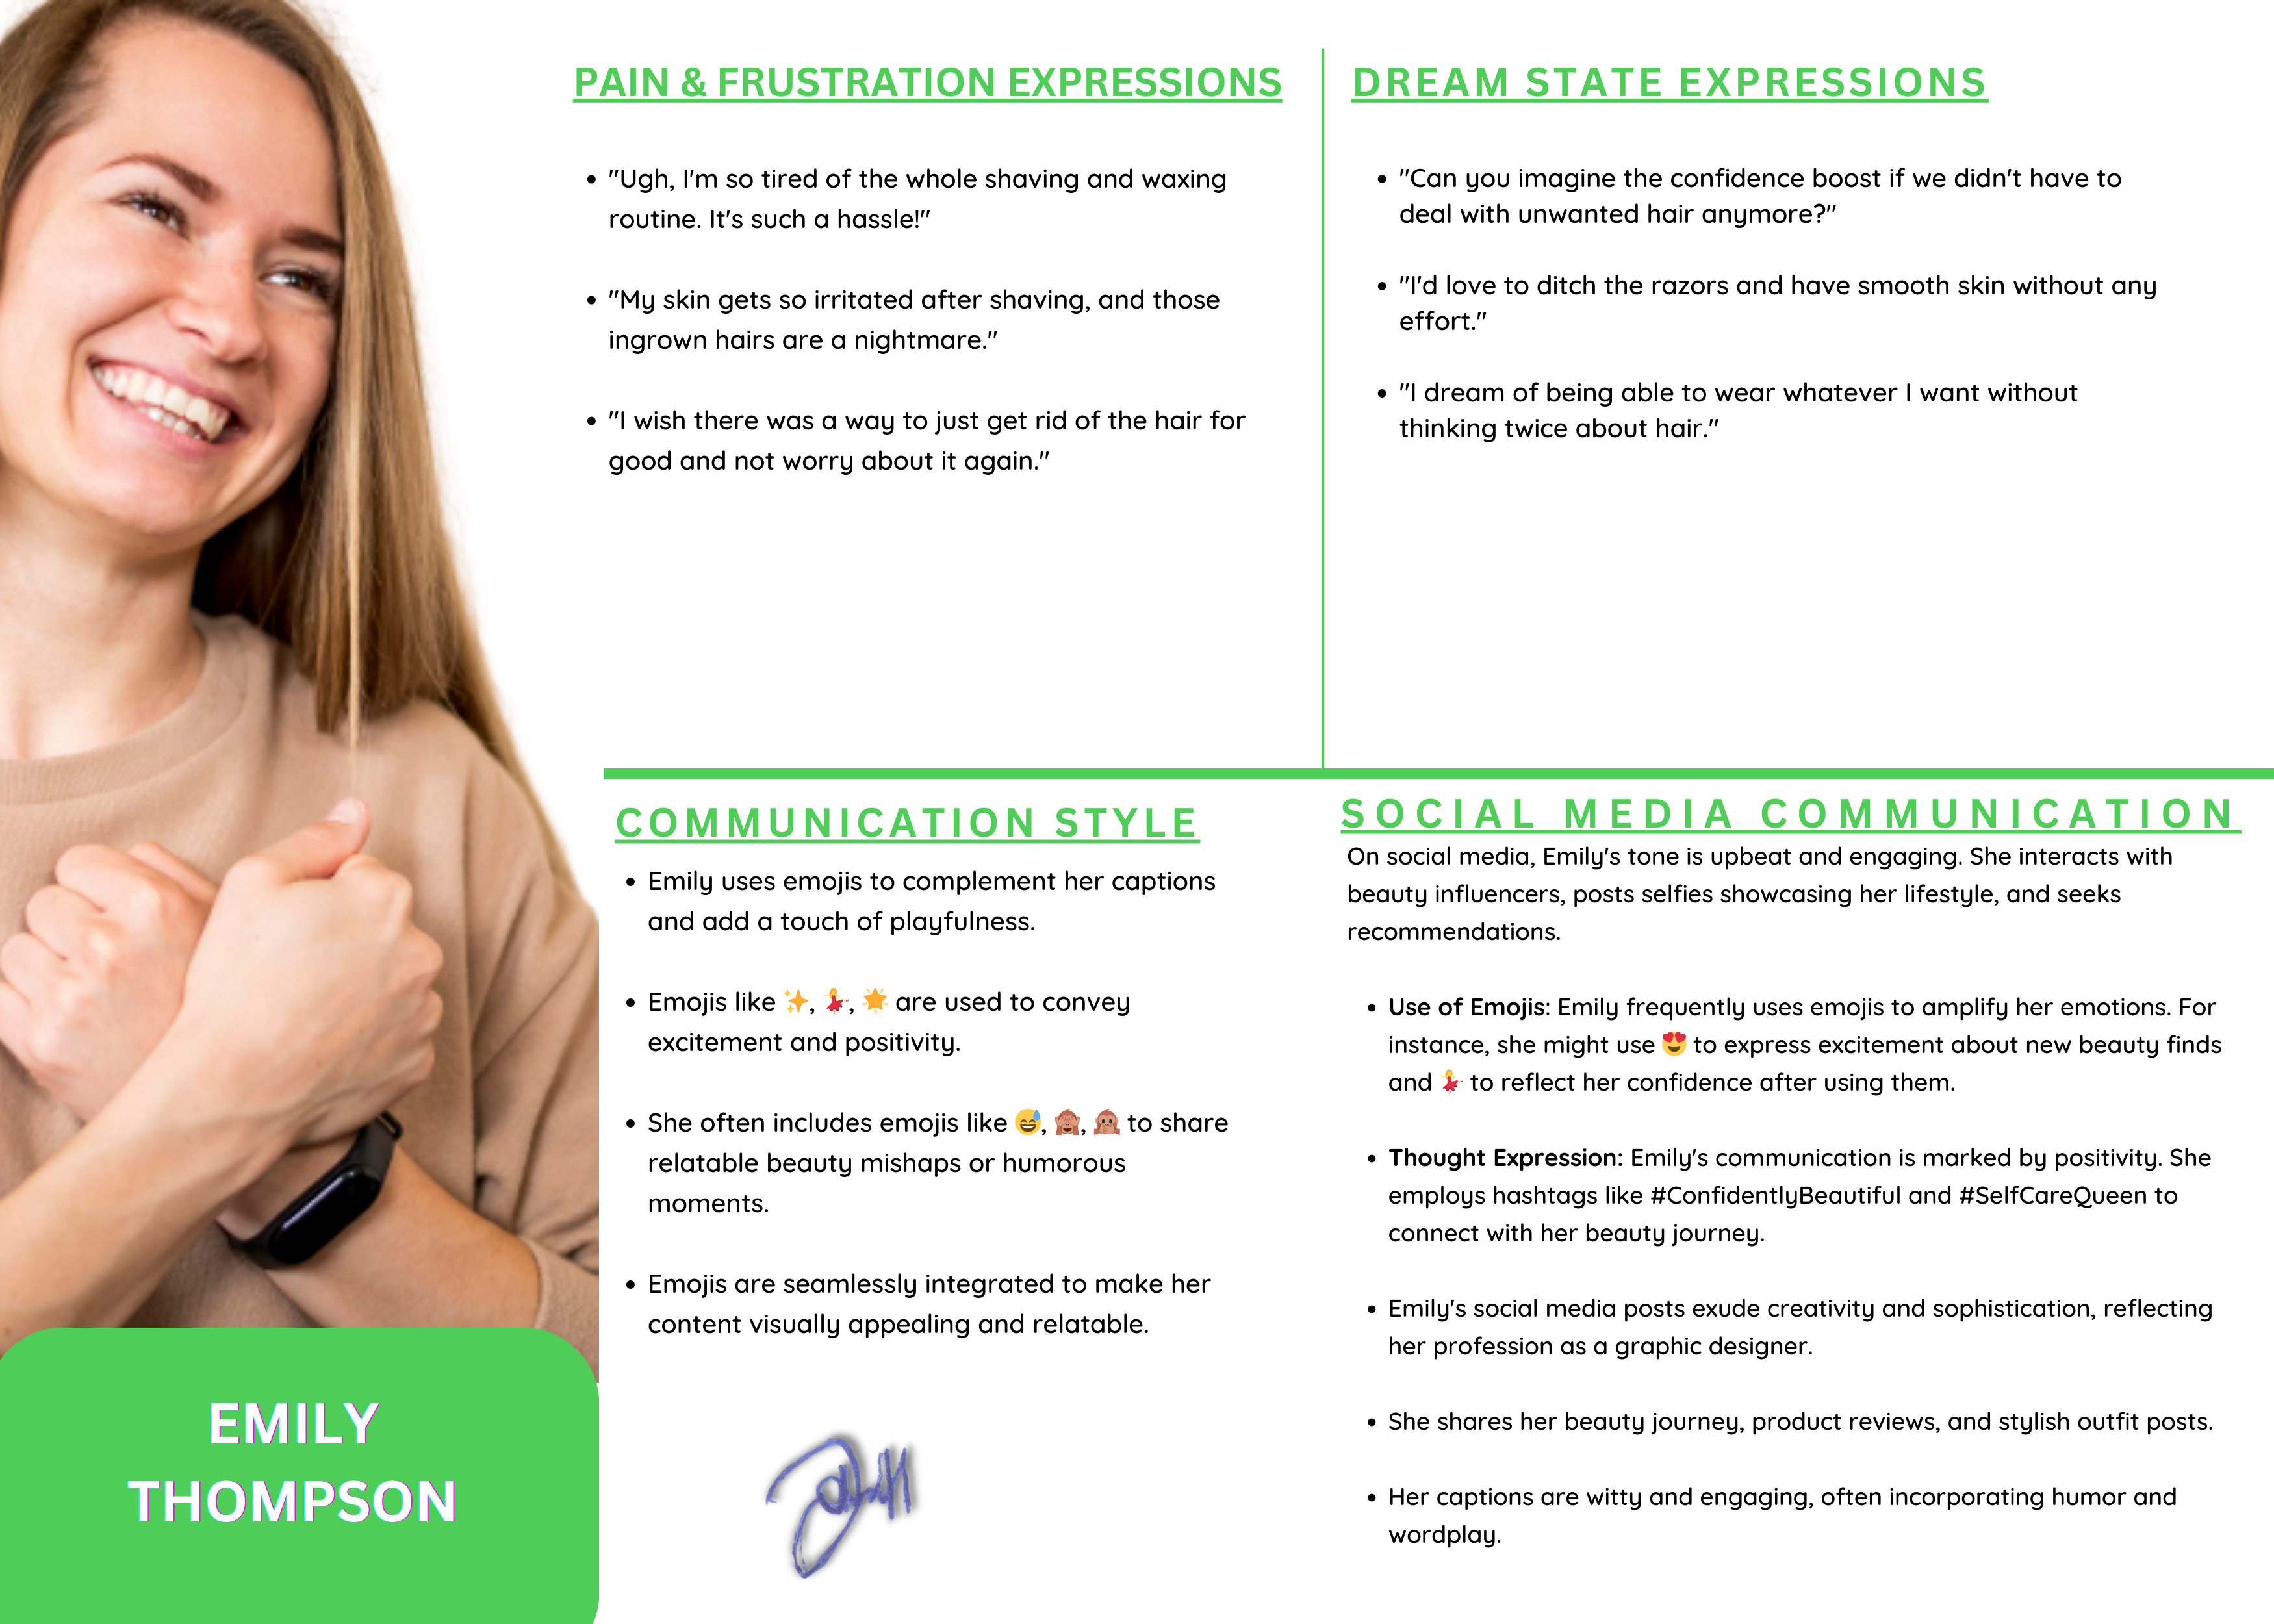 PAIN & FRUSTRATION EXPRESSIONS
• "Ugh, I'm so tired of the whole shaving and waxing
routine. It's such a hassle!"
• "My skin gets so irritated after shaving, and those
ingrown hairs are a nightmare."
• "I wish there was a way to just get rid of the hair for
good and not worry about it again."
DREAM STATE EXPRESSIONS
• "Can you imagine the confidence boost if we didn't have to
deal with unwanted hair anymore?"
• "I'd love to ditch the razors and have smooth skin without any
effort."
• "I dream of being able to wear whatever I want without
thinking twice about hair."
COMMUNICATION STYLE
• Emily uses emojis to complement her captions
and add a touch of playfulness.
• Emojis like ✨, 💃, 🌟 are used to convey
excitement and positivity.
• She often includes emojis like 😅, 🙈, 🙊 to share
relatable beauty mishaps or humorous
moments.
• Emojis are seamlessly integrated to make her
content visually appealing and relatable.
SOCIAL MEDIA COMMUNICATION
On social media, Emily's tone is upbeat and engaging. She interacts with
beauty influencers, posts selfies showcasing her lifestyle, and seeks
recommendations.
• Use of Emojis: Emily frequently uses emojis to amplify her emotions. For
instance, she might use 😍 to express excitement about new beauty finds
and 💃 to reflect her confidence after using them.
• Thought Expression: Emily's communication is marked by positivity. She
employs hashtags like #ConfidentlyBeautiful and #SelfCareQueen to
connect with her beauty journey.
• Emily's social media posts exude creativity and sophistication, reflecting
her profession as a graphic designer.
• She shares her beauty journey, product reviews, and stylish outfit posts.
• Her captions are witty and engaging, often incorporating humor and
wordplay.
EMILY
THOMPSON